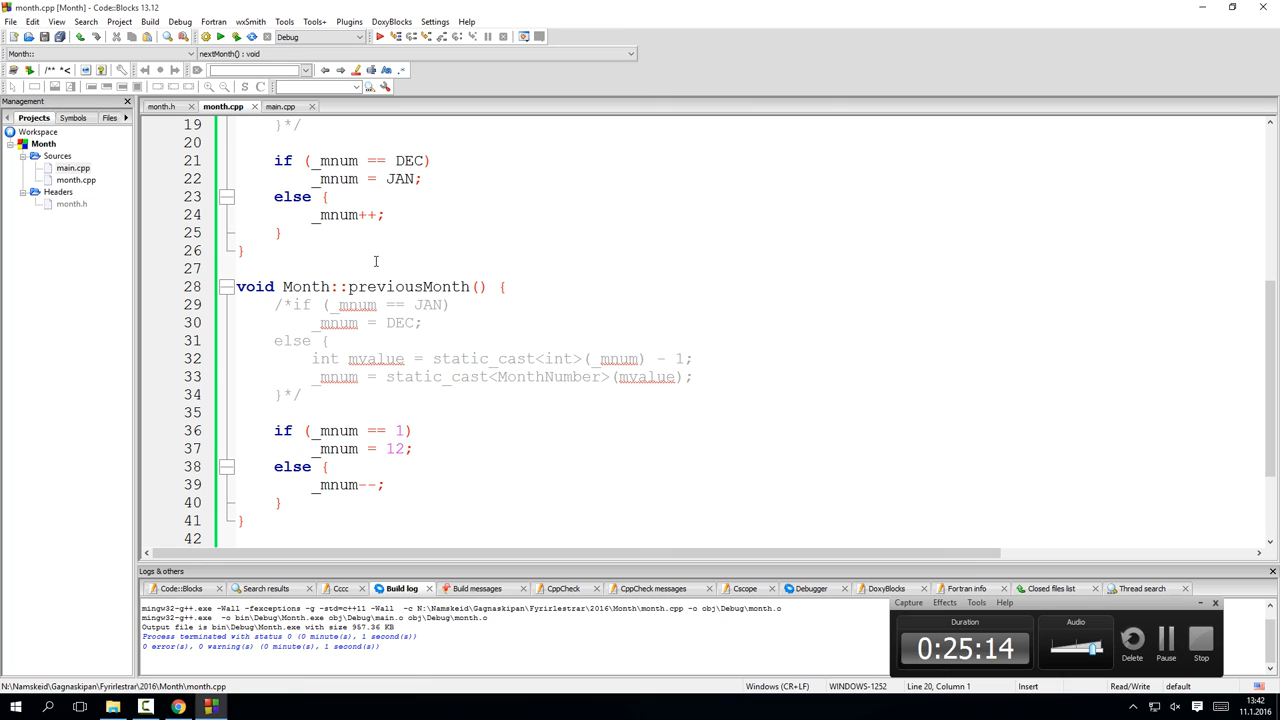 month.cpp [Month] - Code::Blocks 13.12
File Edit View Search Project Build Debug Fortran wxSmith Tools Tools+ Plugins DoxyBlocks Settings Help
Debug
Month:: nextMonth() : void
/** *<
S C
Management
Projects Symbols Files
Workspace
Month
Sources
main.cpp
month.cpp
Headers
month.h
month.h month.cpp main.cpp
19 }*/
20
21 if (_mnum == DEC)
22 _mnum = JAN;
23 else {
24 _mnum++;
25 }
26 }
27
28 void Month::previousMonth() {
29 /*if (_mnum == JAN)
30 _mnum = DEC;
31 else {
32 int mvalue = static_cast<int>(_mnum) - 1;
33 _mnum = static_cast<MonthNumber>(mvalue);
34 }*/
35
36 if (_mnum == 1)
37 _mnum = 12;
38 else {
39 _mnum--;
40 }
41 }
42
Logs & others
Code::Blocks Search results Cccc Build log Build messages CppCheck CppCheck messages Cscope Debugger DoxyBlocks Fortran info Closed files list Thread search
mingw32-g++.exe -Wall -fexceptions -g -std=c++11 -Wall -c N:\Namskeid\Gagnaskipan\Fyrirlestrar\2016\Month\month.cpp -o obj\Debug\month.o
mingw32-g++.exe -o bin\Debug\Month.exe obj\Debug\main.o obj\Debug\month.o
Output file is bin\Debug\Month.exe with size 957.36 KB
Process terminated with status 0 (0 minute(s), 1 second(s))
0 error(s), 0 warning(s) (0 minute(s), 1 second(s))
Capture Effects Tools Help
Duration
0:25:14
Audio
Delete Pause Stop
N:\Namskeid\Gagnaskipan\Fyrirlestrar\2016\Month\month.cpp Windows (CR+LF) WINDOWS-1252 Line 20, Column 1 Insert Read/Write default
13:42
11.1.2016